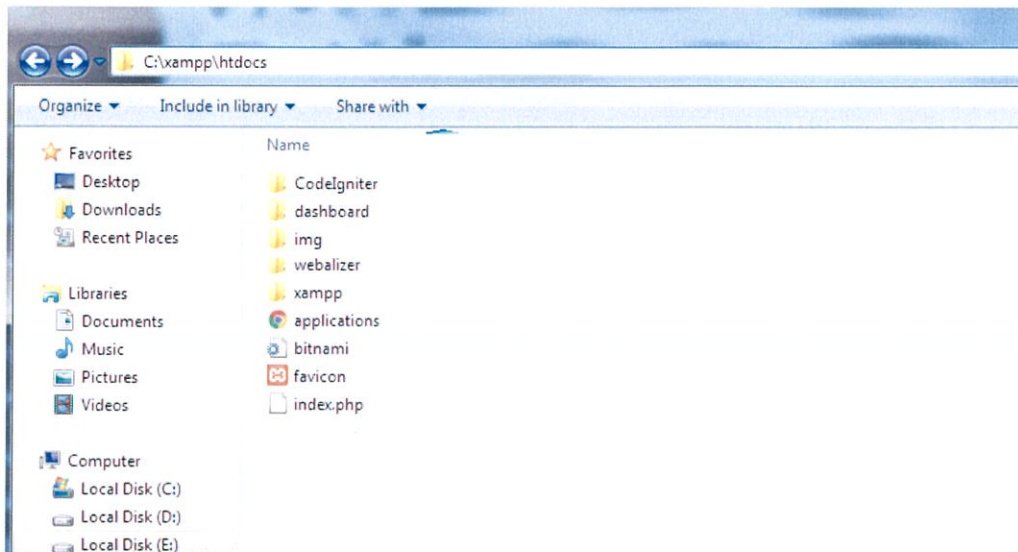 C:\xampp\htdocs
Organize Include in library Share with
Favorites
Desktop
Downloads
Recent Places
Libraries
Documents
Music
Pictures
Videos
Computer
Local Disk (C:)
Local Disk (D:)
Local Disk (E:)
Name
CodeIgniter
dashboard
img
webalizer
xampp
applications
bitnami
favicon
index.php